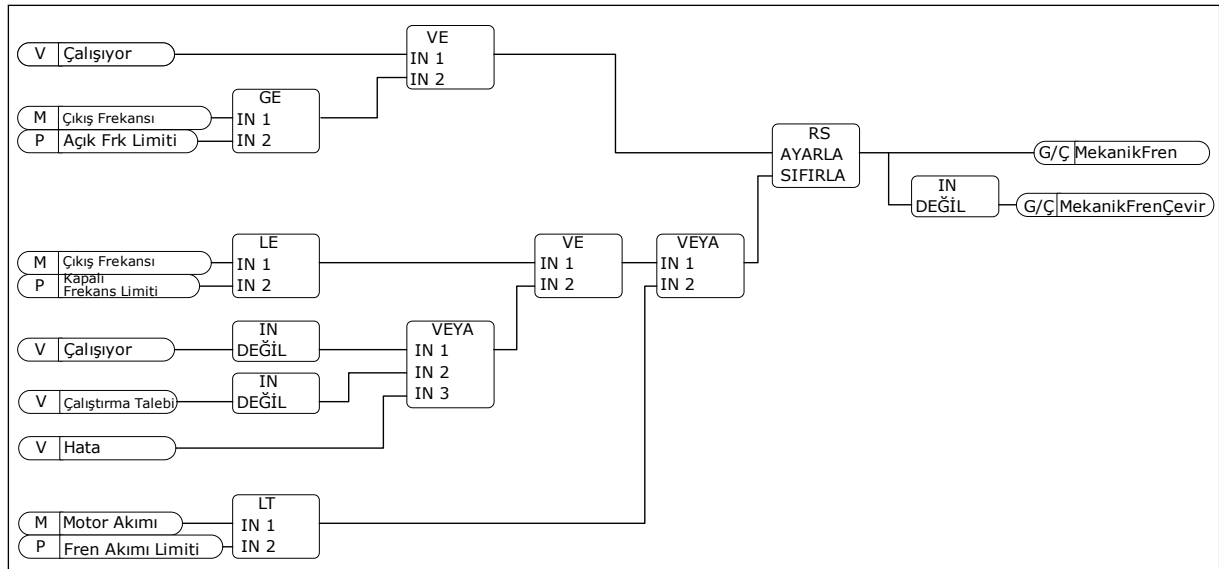 VE
V Çalışıyor
IN 1
IN 2
GE
M Çıkış Frekansı
IN 1
P Açık Frk Limiti
IN 2
RS
AYARLA
SIFIRLA
G/Ç MekanikFren
IN
DEĞİL
G/Ç MekanikFrenÇevir
LE
M Çıkış Frekansı
IN 1
P Kapalı
Frekans Limiti
IN 2
VE
IN 1
IN 2
VEYA
IN 1
IN 2
V Çalışıyor
IN
DEĞİL
VEYA
IN 1
IN 2
IN 3
V Çalıştırma Talebi
IN
DEĞİL
V Hata
LT
M Motor Akımı
IN 1
P Fren Akımı Limiti
IN 2